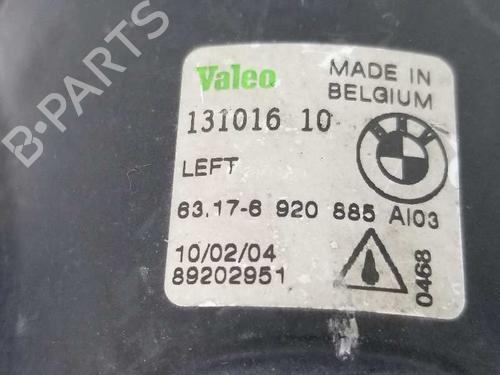 B-PARTS
Valeo
MADE IN
BELGIUM
131016 10
LEFT
63.17-6 920 885 AI03
10/02/04
89202951
0468